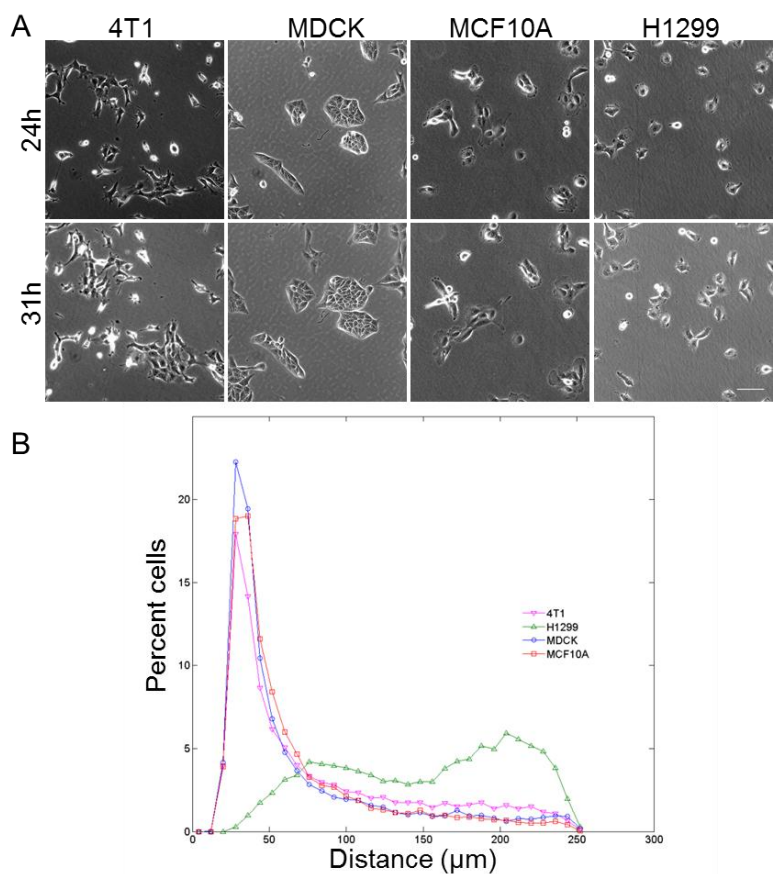 A
4T1 MDCK MCF10A H1299
24h
31h
B
Percent cells
20
15
10
5
0
4T1
H1299
MDCK
MCF10A
0 50 100 150 200 250 300
Distance (µm)